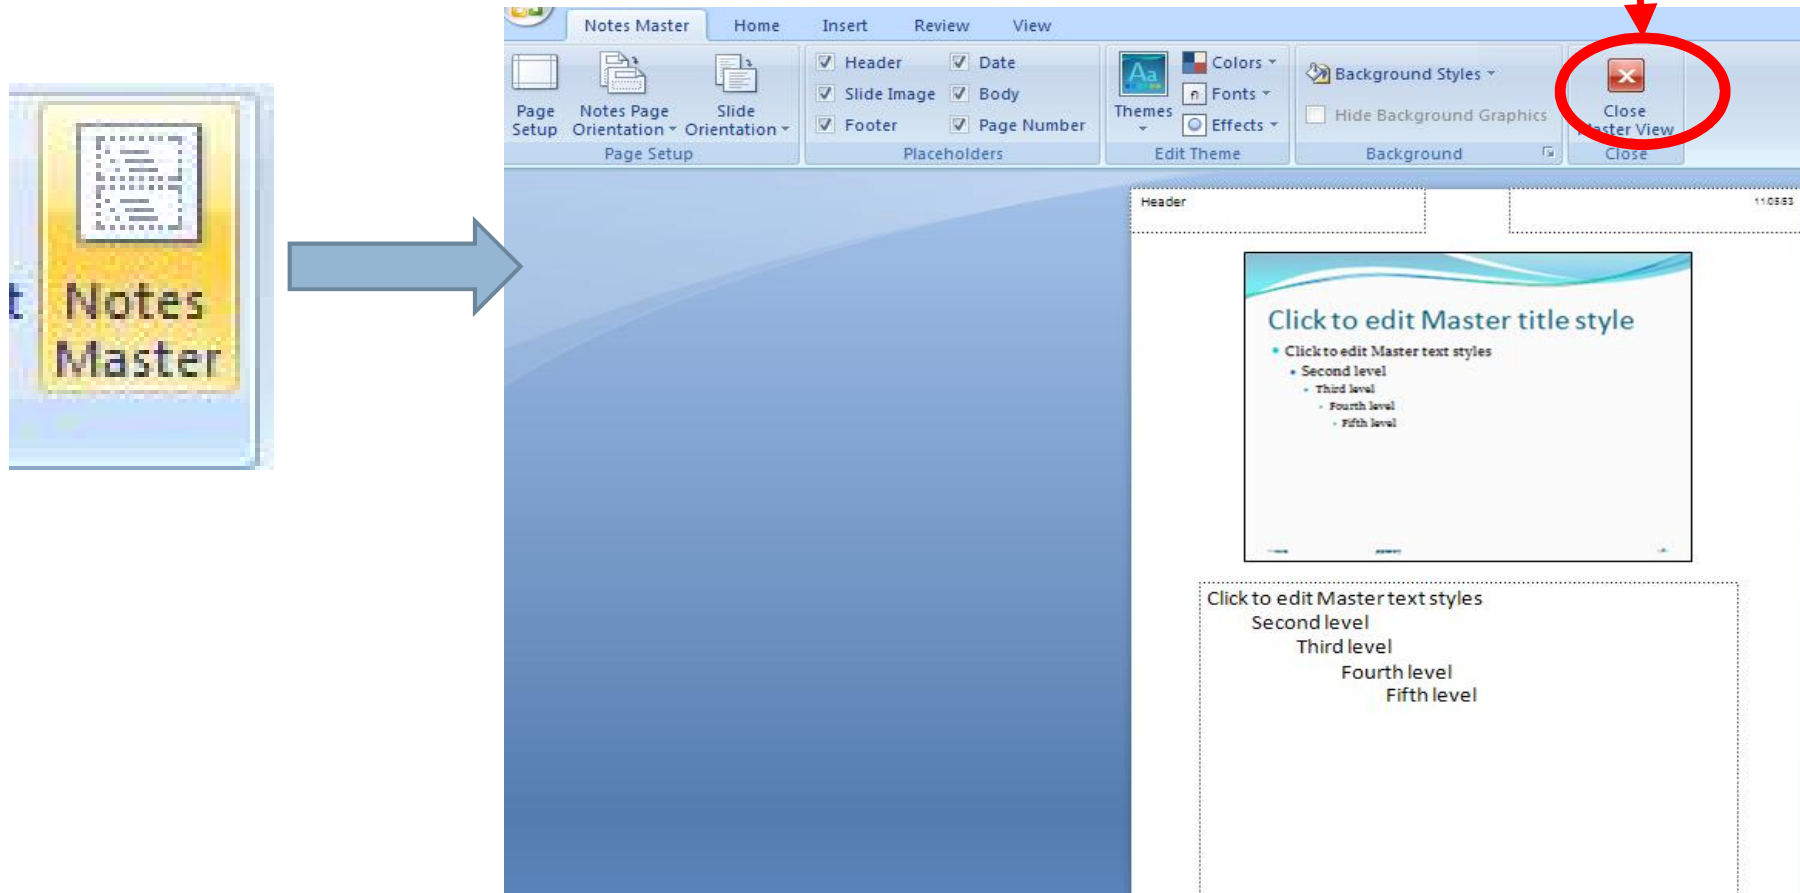 t Notes
Master
Notes Master Home Insert Review View
Header Date
Slide Image Body
Footer Page Number
Page
Setup
Notes Page
Orientation
Slide
Orientation
Themes
Aa
Colors
Fonts
Effects
Background Styles
Hide Background Graphics
Close
Master View
Page Setup Placeholders Edit Theme Background Close
Header
Click to edit Master title style
Click to edit Master text styles
Second level
Third level
Fourth level
Fifth level
Click to edit Master text styles
Second level
Third level
Fourth level
Fifth level